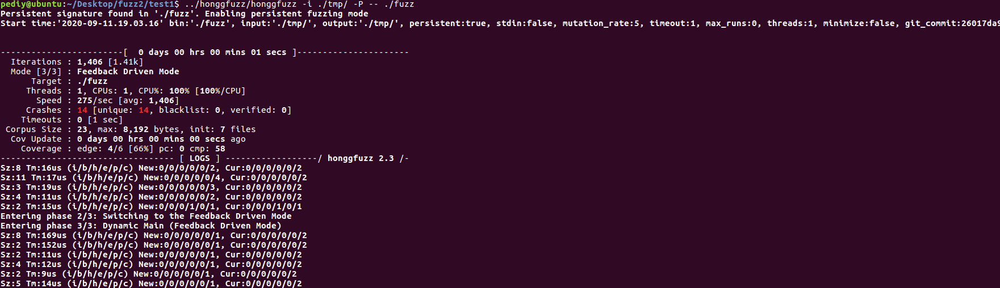 pediy@ubuntu:~/Desktop/fuzz2/test1$ ../honggfuzz/honggfuzz -i ./tmp/ -P -- ./fuzz
Persistent signature found in './fuzz'. Enabling persistent fuzzing mode
Start time:'2020-09-11.19.03.16' bin:'./fuzz', input:'./tmp/', output:'./tmp/', persistent:true, stdin:false, mutation_rate:5, timeout:1, max_runs:0, threads:1, minimize:false, git_commit:26017da9
------------------------[  0 days 00 hrs 00 mins 01 secs ]----------------------
  Iterations : 1,406 [1.41k]
  Mode [3/3] : Feedback Driven Mode
      Target : ./fuzz
     Threads : 1, CPUs: 1, CPU%: 100% [100%/CPU]
       Speed : 275/sec [avg: 1,406]
     Crashes : 14 [unique: 14, blacklist: 0, verified: 0]
    Timeouts : 0 [1 sec]
 Corpus Size : 23, max: 8,192 bytes, init: 7 files
  Cov Update : 0 days 00 hrs 00 mins 00 secs ago
    Coverage : edge: 4/6 [66%] pc: 0 cmp: 58
---------------------------------- [ LOGS ] ------------------/ honggfuzz 2.3 /-
Sz:8 Tm:16us (i/b/h/e/p/c) New:0/0/0/0/0/2, Cur:0/0/0/0/0/2
Sz:11 Tm:17us (i/b/h/e/p/c) New:0/0/0/0/0/4, Cur:0/0/0/0/0/2
Sz:3 Tm:19us (i/b/h/e/p/c) New:0/0/0/0/0/3, Cur:0/0/0/0/0/2
Sz:4 Tm:11us (i/b/h/e/p/c) New:0/0/0/0/0/2, Cur:0/0/0/0/0/2
Sz:2 Tm:15us (i/b/h/e/p/c) New:0/0/0/1/0/1, Cur:0/0/0/1/0/1
Entering phase 2/3: Switching to the Feedback Driven Mode
Entering phase 3/3: Dynamic Main (Feedback Driven Mode)
Sz:8 Tm:169us (i/b/h/e/p/c) New:0/0/0/0/0/1, Cur:0/0/0/0/0/2
Sz:2 Tm:152us (i/b/h/e/p/c) New:0/0/0/0/0/1, Cur:0/0/0/0/0/2
Sz:2 Tm:11us (i/b/h/e/p/c) New:0/0/0/0/0/1, Cur:0/0/0/0/0/2
Sz:4 Tm:12us (i/b/h/e/p/c) New:0/0/0/0/0/1, Cur:0/0/0/0/0/2
Sz:2 Tm:9us (i/b/h/e/p/c) New:0/0/0/0/0/1, Cur:0/0/0/0/0/2
Sz:5 Tm:14us (i/b/h/e/p/c) New:0/0/0/0/0/1, Cur:0/0/0/0/0/2